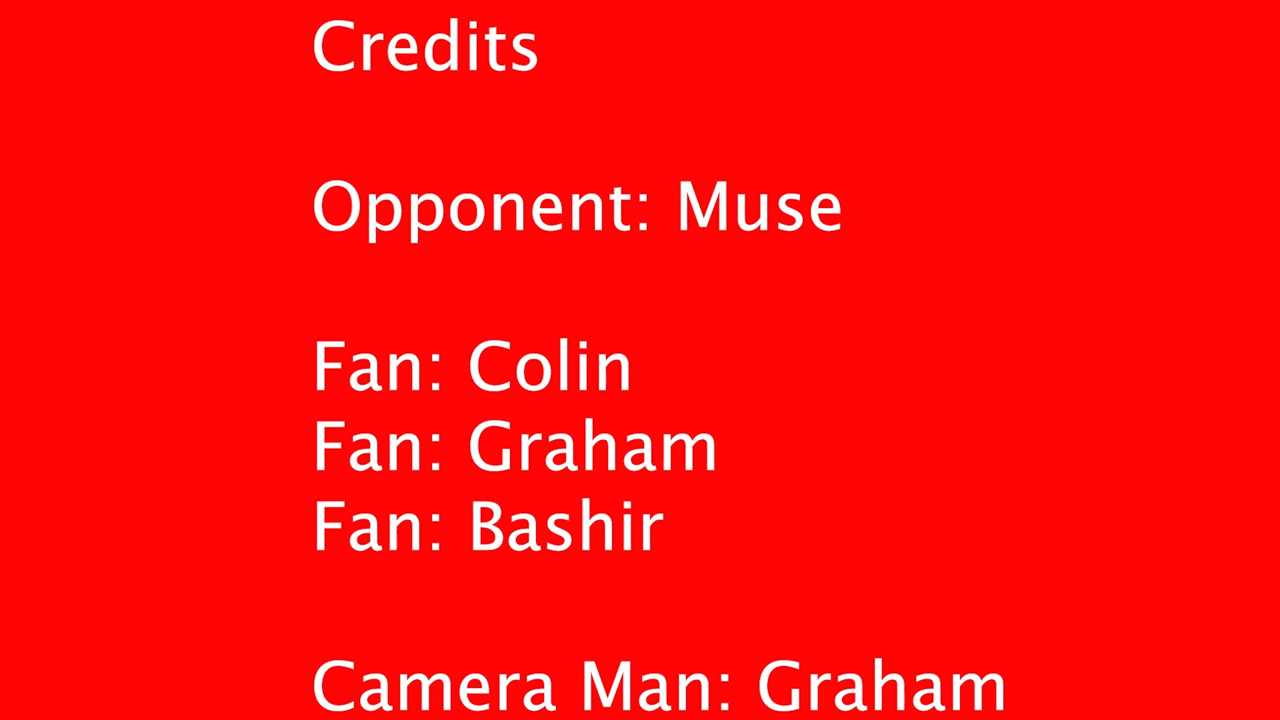 Credits
Opponent: Muse
Fan: Colin
Fan: Graham
Fan: Bashir
Camera Man: Graham